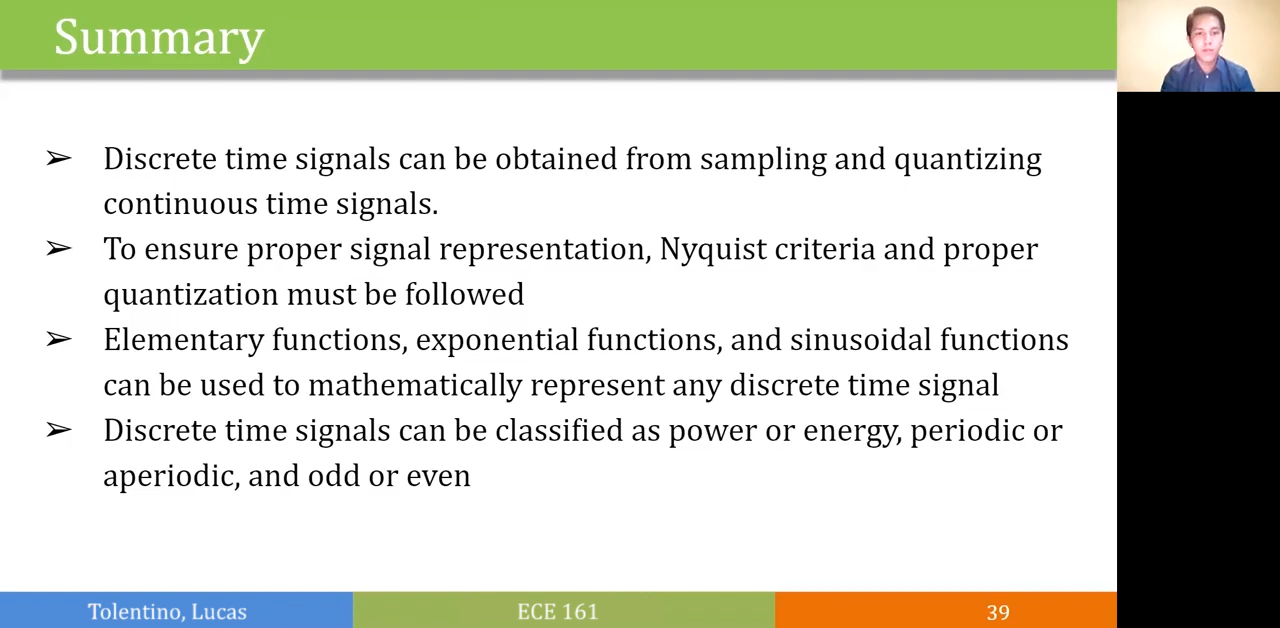 Summary
➢ Discrete time signals can be obtained from sampling and quantizing
continuous time signals.
➢ To ensure proper signal representation, Nyquist criteria and proper
quantization must be followed
➢ Elementary functions, exponential functions, and sinusoidal functions
can be used to mathematically represent any discrete time signal
➢ Discrete time signals can be classified as power or energy, periodic or
aperiodic, and odd or even
Tolentino, Lucas
ECE 161
39